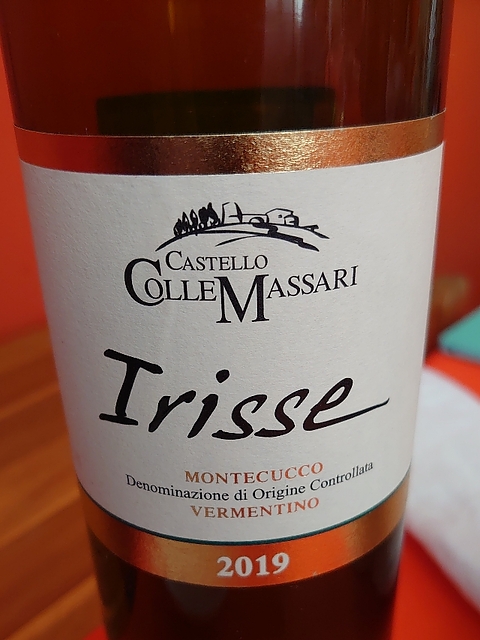 CASTELLO
COLLEMASSARI
Irisse
MONTECUCCO
Denominazione di Origine Controllata
VERMENTINO
2019